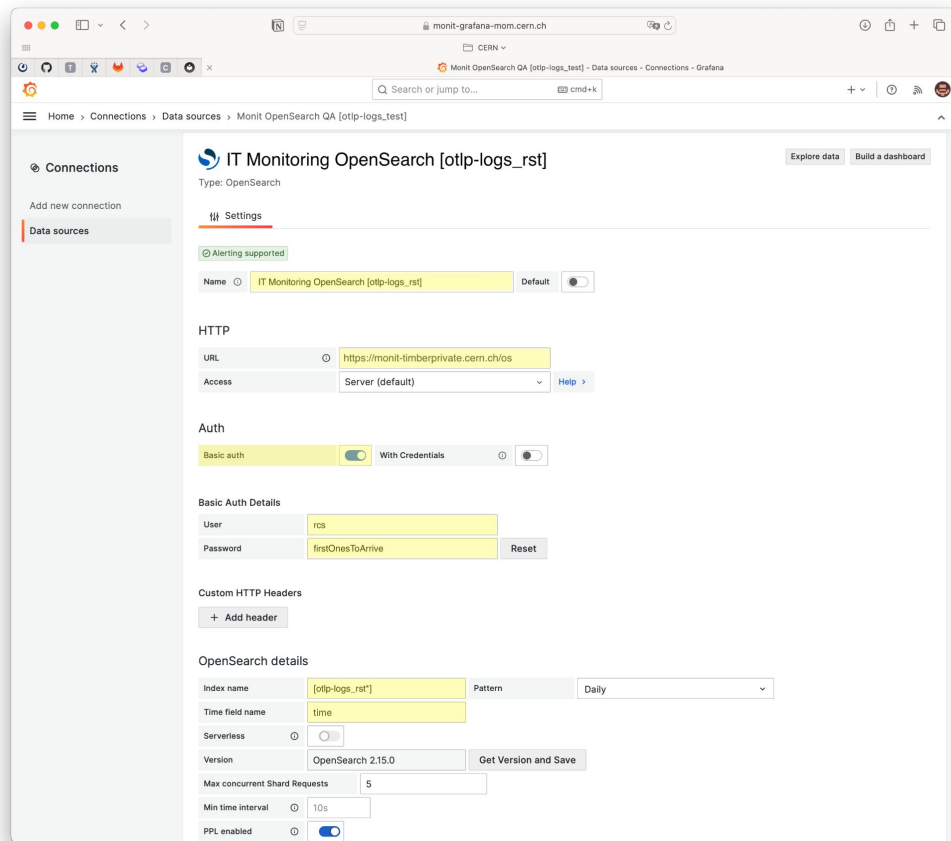 monit-grafana-mom.cern.ch
CERN
T
C
Monit OpenSearch QA [otlp-logs_test] - Data sources - Connections - Grafana
Search or jump to... cmd+k
Home › Connections › Data sources › Monit OpenSearch QA [otlp-logs_test]
Connections
Add new connection
Data sources
IT Monitoring OpenSearch [otlp-logs_rst]
Explore data Build a dashboard
Type: OpenSearch
Settings
Alerting supported
Name IT Monitoring OpenSearch [otlp-logs_rst] Default
HTTP
URL https://monit-timberprivate.cern.ch/os
Access Server (default) Help >
Auth
Basic auth With Credentials
Basic Auth Details
User rcs
Password firstOnesToArrive Reset
Custom HTTP Headers
+ Add header
OpenSearch details
Index name [otlp-logs_rst*] Pattern Daily
Time field name time
Serverless
Version OpenSearch 2.15.0 Get Version and Save
Max concurrent Shard Requests 5
Min time interval 10s
PPL enabled